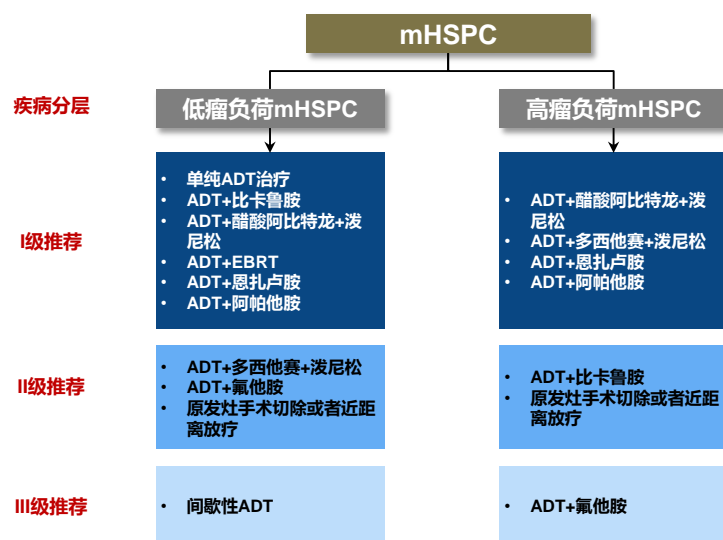 mHSPC
疾病分层
低瘤负荷mHSPC
高瘤负荷mHSPC
I级推荐
• 单纯ADT治疗
• ADT+比卡鲁胺
• ADT+醋酸阿比特龙+泼
尼松
• ADT+EBRT
• ADT+恩扎卢胺
• ADT+阿帕他胺
• ADT+醋酸阿比特龙+泼
尼松
• ADT+多西他赛+泼尼松
• ADT+恩扎卢胺
• ADT+阿帕他胺
II级推荐
• ADT+多西他赛+泼尼松
• ADT+氟他胺
• 原发灶手术切除或者近距
离放疗
• ADT+比卡鲁胺
• 原发灶手术切除或者近距
离放疗
III级推荐
• 间歇性ADT
• ADT+氟他胺